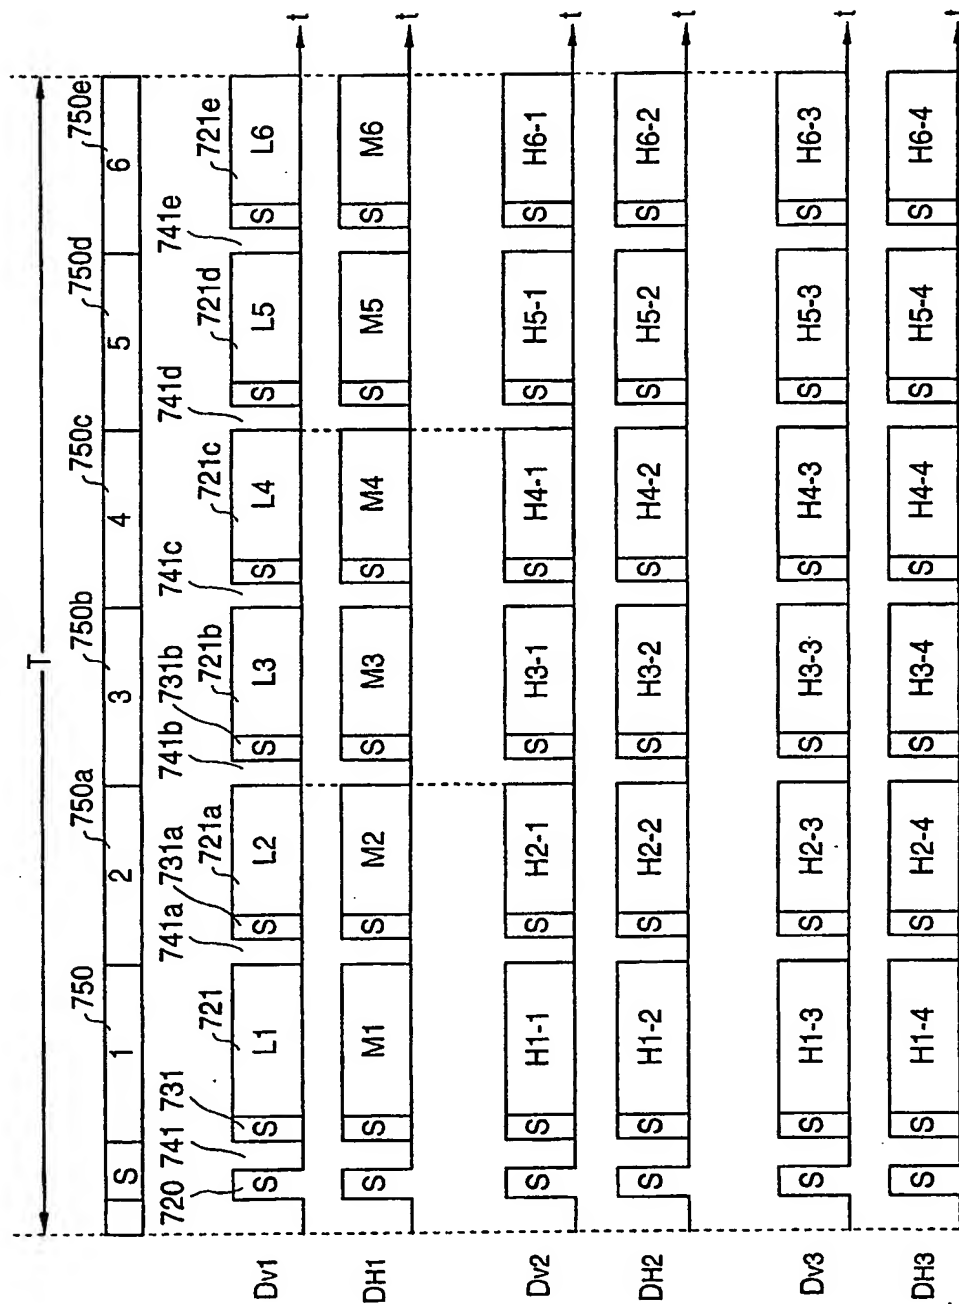 T
750 750a 750b 750c 750d 750e
S 1 2 3 4 5 6
720 741 731 721 741a 731a 721a 741b 731b 721b 741c 721c 741d 721d 741e 721e
Dv1 S S L1 S L2 S L3 S L4 S L5 S L6 t
DH1 S S M1 S M2 S M3 S M4 S M5 S M6 t
Dv2 S S H1-1 S H2-1 S H3-1 S H4-1 S H5-1 S H6-1 t
DH2 S S H1-2 S H2-2 S H3-2 S H4-2 S H5-2 S H6-2 t
Dv3 S S H1-3 S H2-3 S H3-3 S H4-3 S H5-3 S H6-3 t
DH3 S S H1-4 S H2-4 S H3-4 S H4-4 S H5-4 S H6-4 t